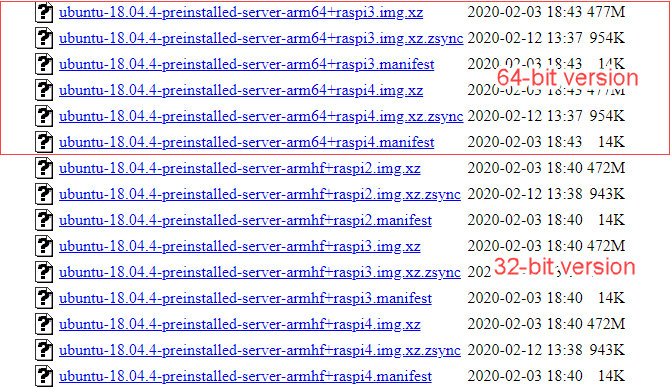 ubuntu-18.04.4-preinstalled-server-arm64+raspi3.img.xz 2020-02-03 18:43 477M
ubuntu-18.04.4-preinstalled-server-arm64+raspi3.img.xz.zsync 2020-02-12 13:37 954K
ubuntu-18.04.4-preinstalled-server-arm64+raspi3.manifest 2020-02-03 18:43 14K
64-bit version
ubuntu-18.04.4-preinstalled-server-arm64+raspi4.img.xz 2020-02-03 18:43 477M
ubuntu-18.04.4-preinstalled-server-arm64+raspi4.img.xz.zsync 2020-02-12 13:37 954K
ubuntu-18.04.4-preinstalled-server-arm64+raspi4.manifest 2020-02-03 18:43 14K
ubuntu-18.04.4-preinstalled-server-armhf+raspi2.img.xz 2020-02-03 18:40 472M
ubuntu-18.04.4-preinstalled-server-armhf+raspi2.img.xz.zsync 2020-02-12 13:38 943K
ubuntu-18.04.4-preinstalled-server-armhf+raspi2.manifest 2020-02-03 18:40 14K
ubuntu-18.04.4-preinstalled-server-armhf+raspi3.img.xz 2020-02-03 18:40 472M
ubuntu-18.04.4-preinstalled-server-armhf+raspi3.img.xz.zsync
32-bit version
ubuntu-18.04.4-preinstalled-server-armhf+raspi3.manifest 2020-02-03 18:40 14K
ubuntu-18.04.4-preinstalled-server-armhf+raspi4.img.xz 2020-02-03 18:40 472M
ubuntu-18.04.4-preinstalled-server-armhf+raspi4.img.xz.zsync 2020-02-12 13:38 943K
ubuntu-18.04.4-preinstalled-server-armhf+raspi4.manifest 2020-02-03 18:40 14K